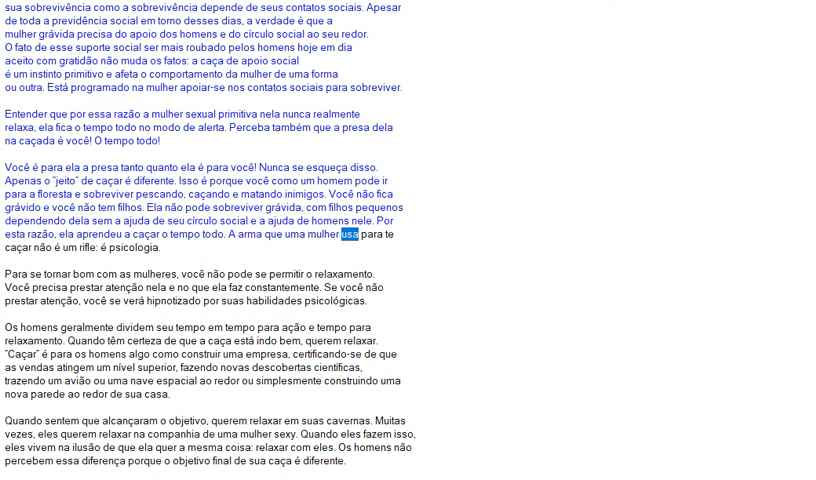 sua sobrevivência como a sobrevivência depende de seus contatos sociais. Apesar
de toda a previdência social em torno desses dias, a verdade é que a
mulher grávida precisa do apoio dos homens e do círculo social ao seu redor.
O fato de esse suporte social ser mais roubado pelos homens hoje em dia
aceito com gratidão não muda os fatos: a caça de apoio social
é um instinto primitivo e afeta o comportamento da mulher de uma forma
ou outra. Está programado na mulher apoiar-se nos contatos sociais para sobreviver.
Entender que por essa razão a mulher sexual primitiva nela nunca realmente
relaxa, ela fica o tempo todo no modo de alerta. Perceba também que a presa dela
na caçada é você! O tempo todo!
Você é para ela a presa tanto quanto ela é para você! Nunca se esqueça disso.
Apenas o "jeito" de caçar é diferente. Isso é porque você como um homem pode ir
para a floresta e sobreviver pescando, caçando e matando inimigos. Você não fica
grávido e você não tem filhos. Ela não pode sobreviver grávida, com filhos pequenos
dependendo dela sem a ajuda de seu círculo social e a ajuda de homens nele. Por
esta razão, ela aprendeu a caçar o tempo todo. A arma que uma mulher usa para te
caçar não é um rifle: é psicologia.
Para se tornar bom com as mulheres, você não pode se permitir o relaxamento.
Você precisa prestar atenção nela e no que ela faz constantemente. Se você não
prestar atenção, você se verá hipnotizado por suas habilidades psicológicas.
Os homens geralmente dividem seu tempo em tempo para ação e tempo para
relaxamento. Quando têm certeza de que a caça está indo bem, querem relaxar.
"Caçar" é para os homens algo como construir uma empresa, certificando-se de que
as vendas atingem um nível superior, fazendo novas descobertas científicas,
trazendo um avião ou uma nave espacial ao redor ou simplesmente construindo uma
nova parede ao redor de sua casa.
Quando sentem que alcançaram o objetivo, querem relaxar em suas cavernas. Muitas
vezes, eles querem relaxar na companhia de uma mulher sexy. Quando eles fazem isso,
eles vivem na ilusão de que ela quer a mesma coisa: relaxar com eles. Os homens não
percebem essa diferença porque o objetivo final de sua caça é diferente.